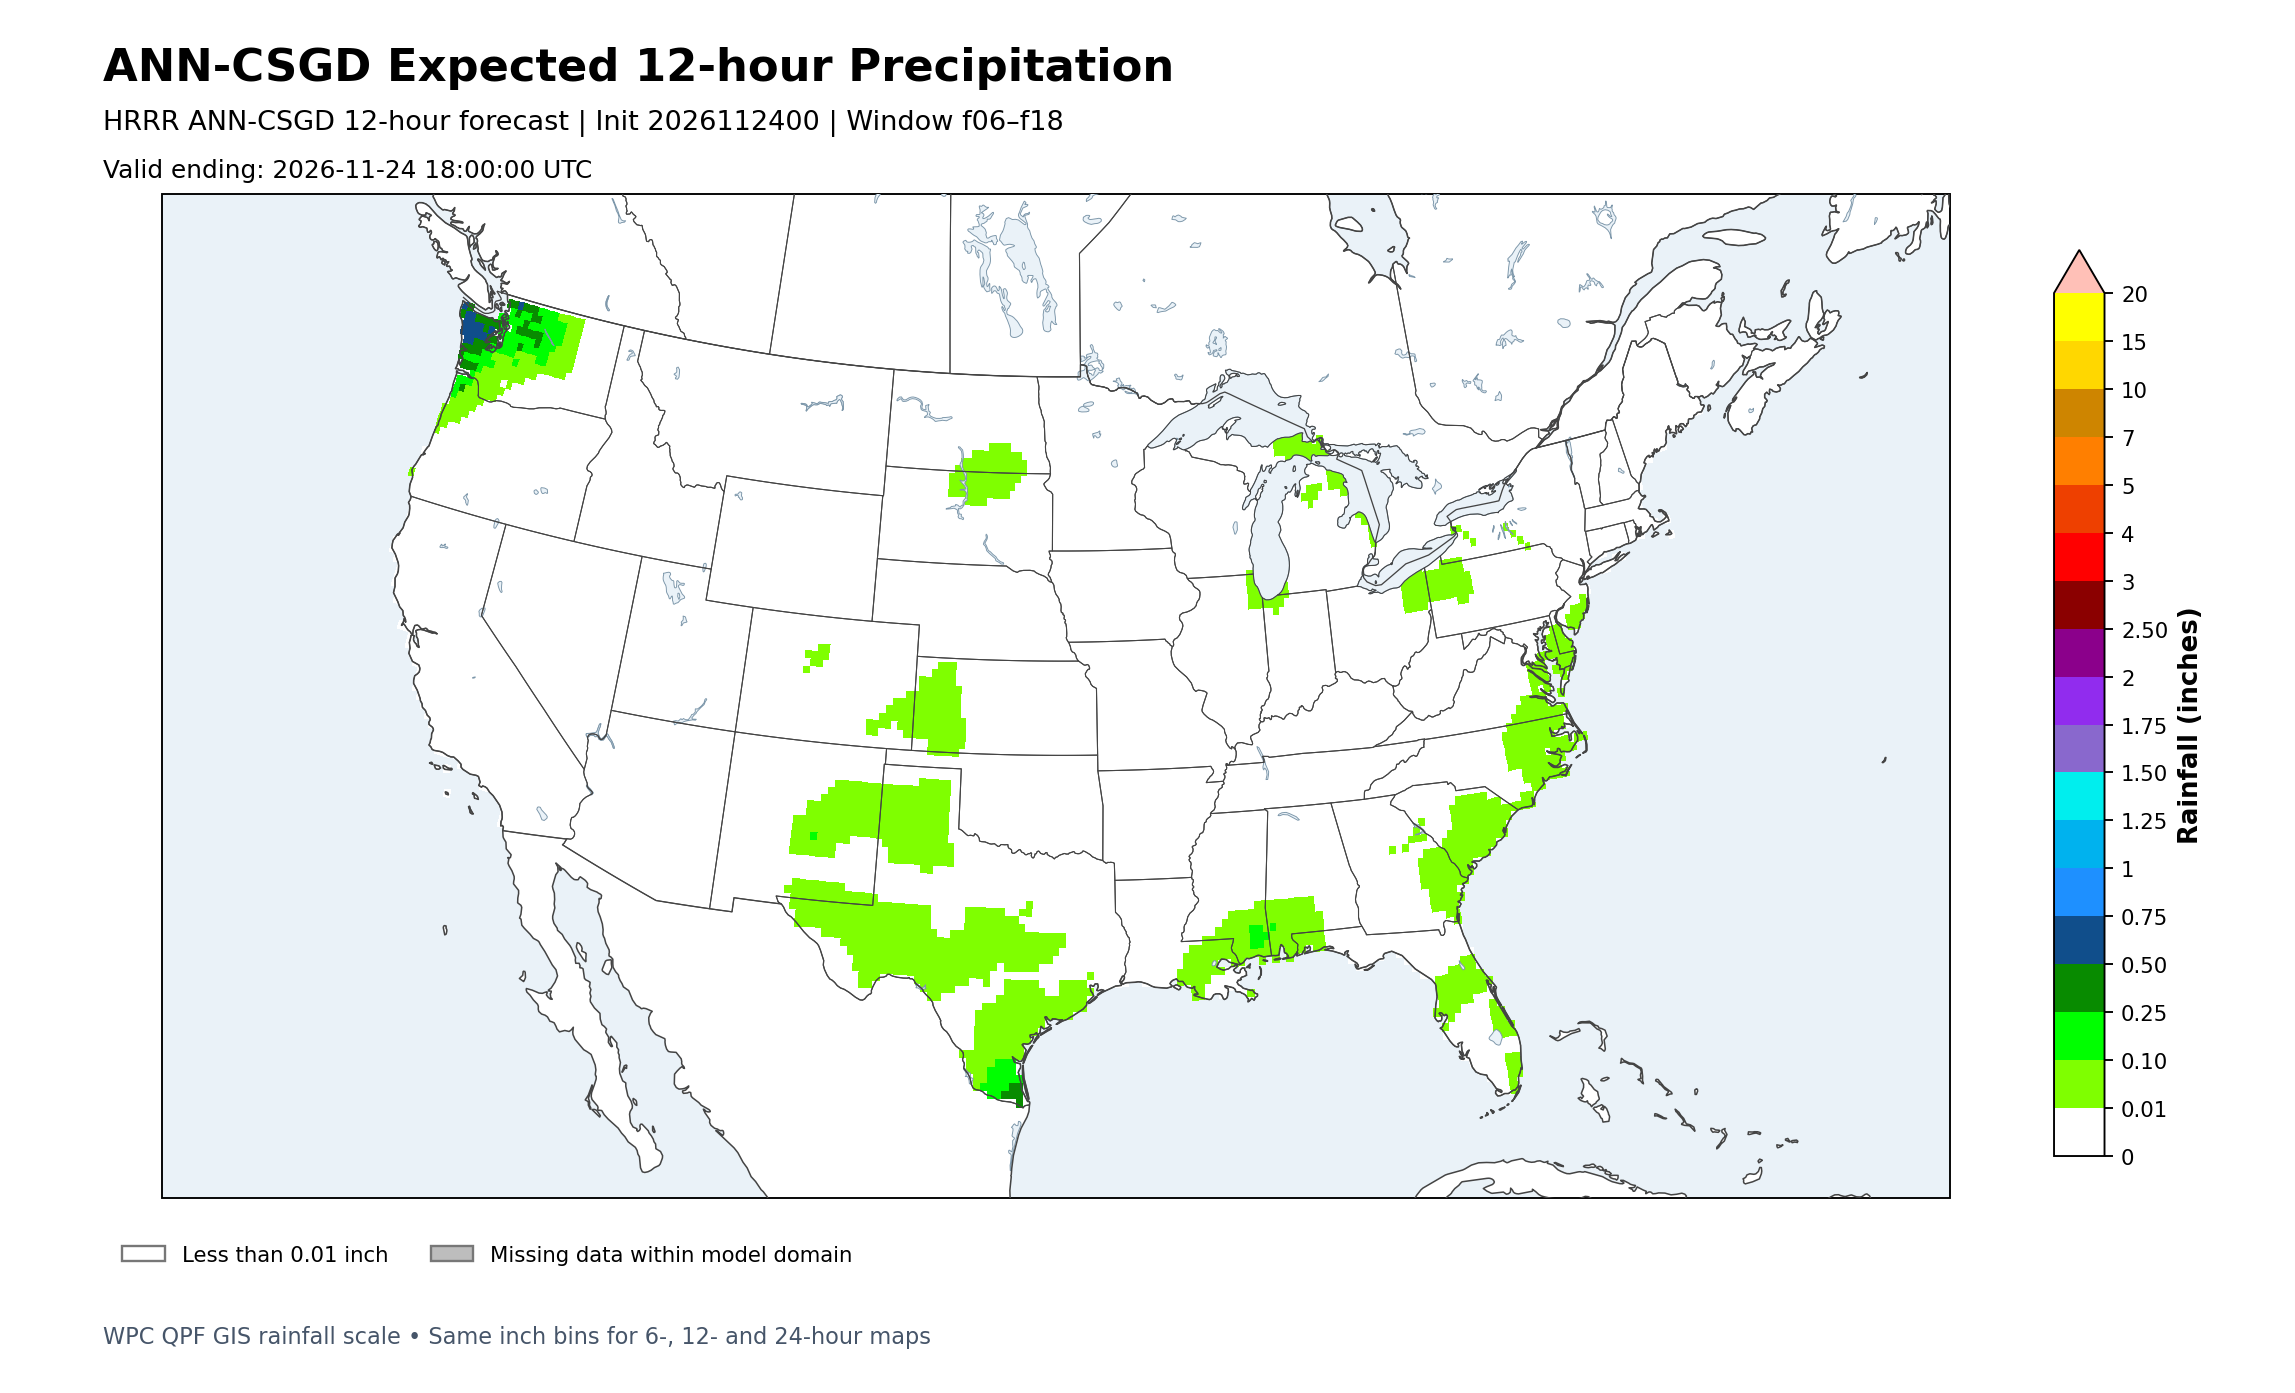 ANN-CSGD Expected 12-hour Precipitation
HRRR ANN-CSGD 12-hour forecast | Init 2026112400 | Window f06–f18
Valid ending: 2026-11-24 18:00:00 UTC
20
15
10
7
5
4
3
2.50
2
1.75
1.50
1.25
1
0.75
0.50
0.25
0.10
0.01
0
Rainfall (inches)
Less than 0.01 inch
Missing data within model domain
WPC QPF GIS rainfall scale • Same inch bins for 6-, 12- and 24-hour maps